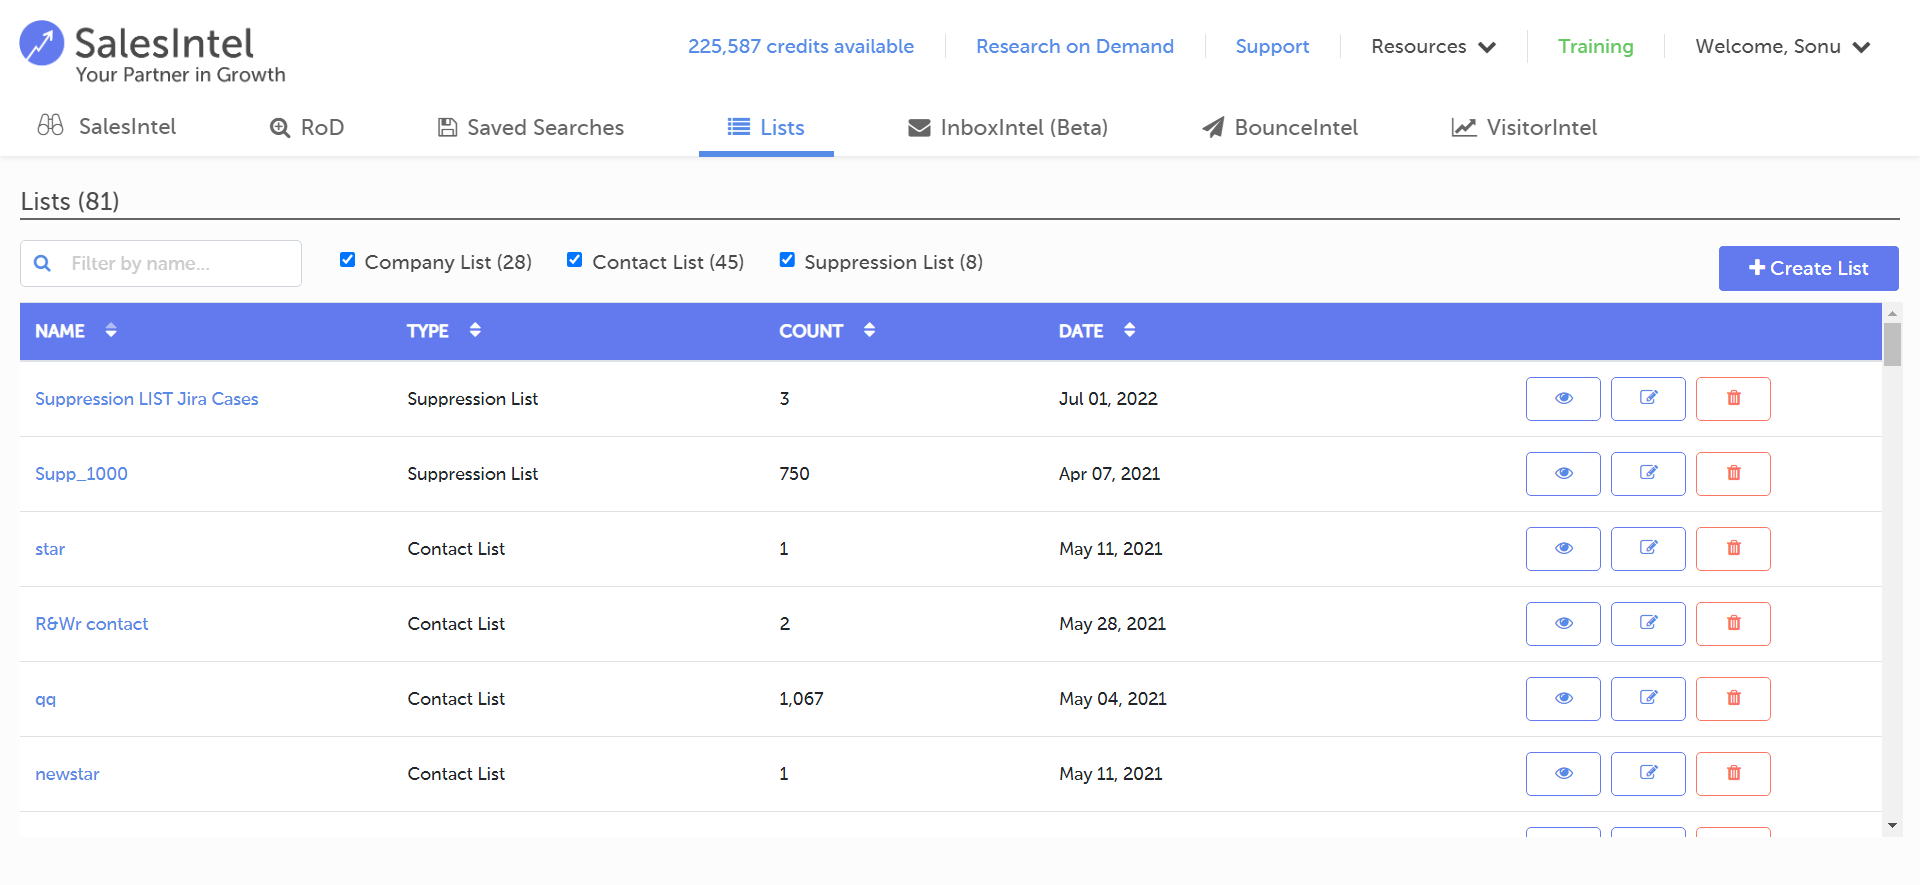 SalesIntel
Your Partner in Growth
225,587 credits available
Research on Demand
Support
Resources
Training
Welcome, Sonu
SalesIntel
RoD
Saved Searches
Lists
InboxIntel (Beta)
BounceIntel
VisitorIntel
Lists (81)
Filter by name...
Company List (28)
Contact List (45)
Suppression List (8)
Create List
NAME TYPE COUNT DATE
Suppression LIST Jira Cases Suppression List 3 Jul 01, 2022
Supp_1000 Suppression List 750 Apr 07, 2021
star Contact List 1 May 11, 2021
R&Wr contact Contact List 2 May 28, 2021
qq Contact List 1,067 May 04, 2021
newstar Contact List 1 May 11, 2021